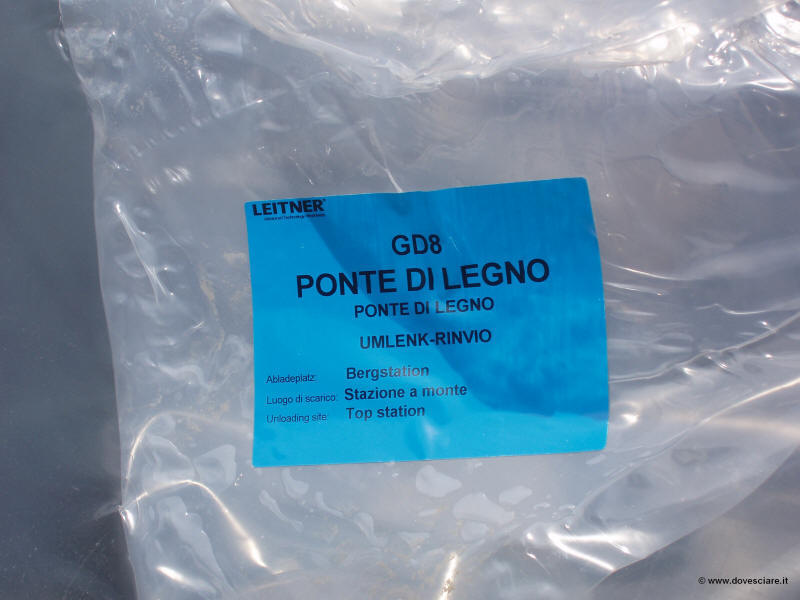 LEITNER
GD8
PONTE DI LEGNO
PONTE DI LEGNO
UMLENK-RINVIO
Abladeplatz: Bergstation
Luogo di scarico: Stazione a monte
Unloading site: Top station
© www.dovesciare.it